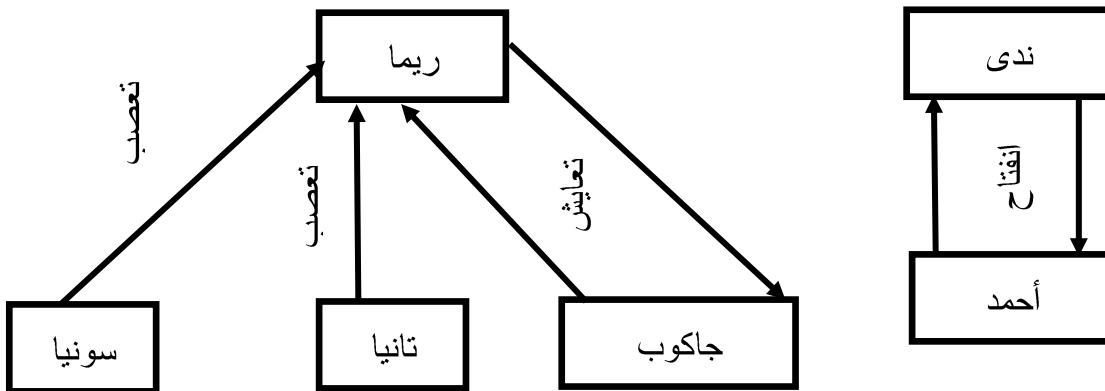 ندى
ريما
انفتاح
تعايش
تعصب
تعصب
أحمد
جاكوب
تانيا
سونيا